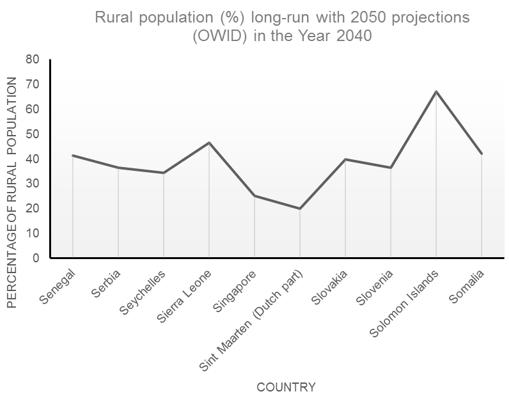 Rural population (%) long-run with 2050 projections
(OWID) in the Year 2040
PERCENTAGE OF RURAL POPULATION
80
70
60
50
40
30
20
10
0
Senegal
Serbia
Seychelles
Sierra Leone
Singapore
Sint Maarten (Dutch part)
Slovakia
Slovenia
Solomon Islands
Somalia
COUNTRY